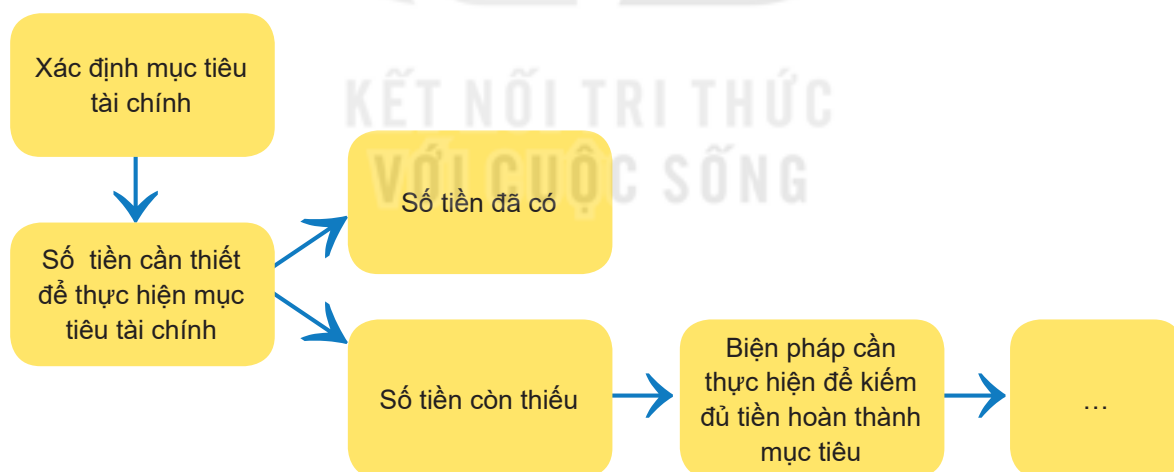 Xác định mục tiêu
tài chính
KẾT NỐI TRI THỨC
VỚI CUỘC SỐNG
Số tiền đã có
Số tiền cần thiết
để thực hiện mục
tiêu tài chính
Số tiền còn thiếu
Biện pháp cần
thực hiện để kiếm
đủ tiền hoàn thành
mục tiêu
...